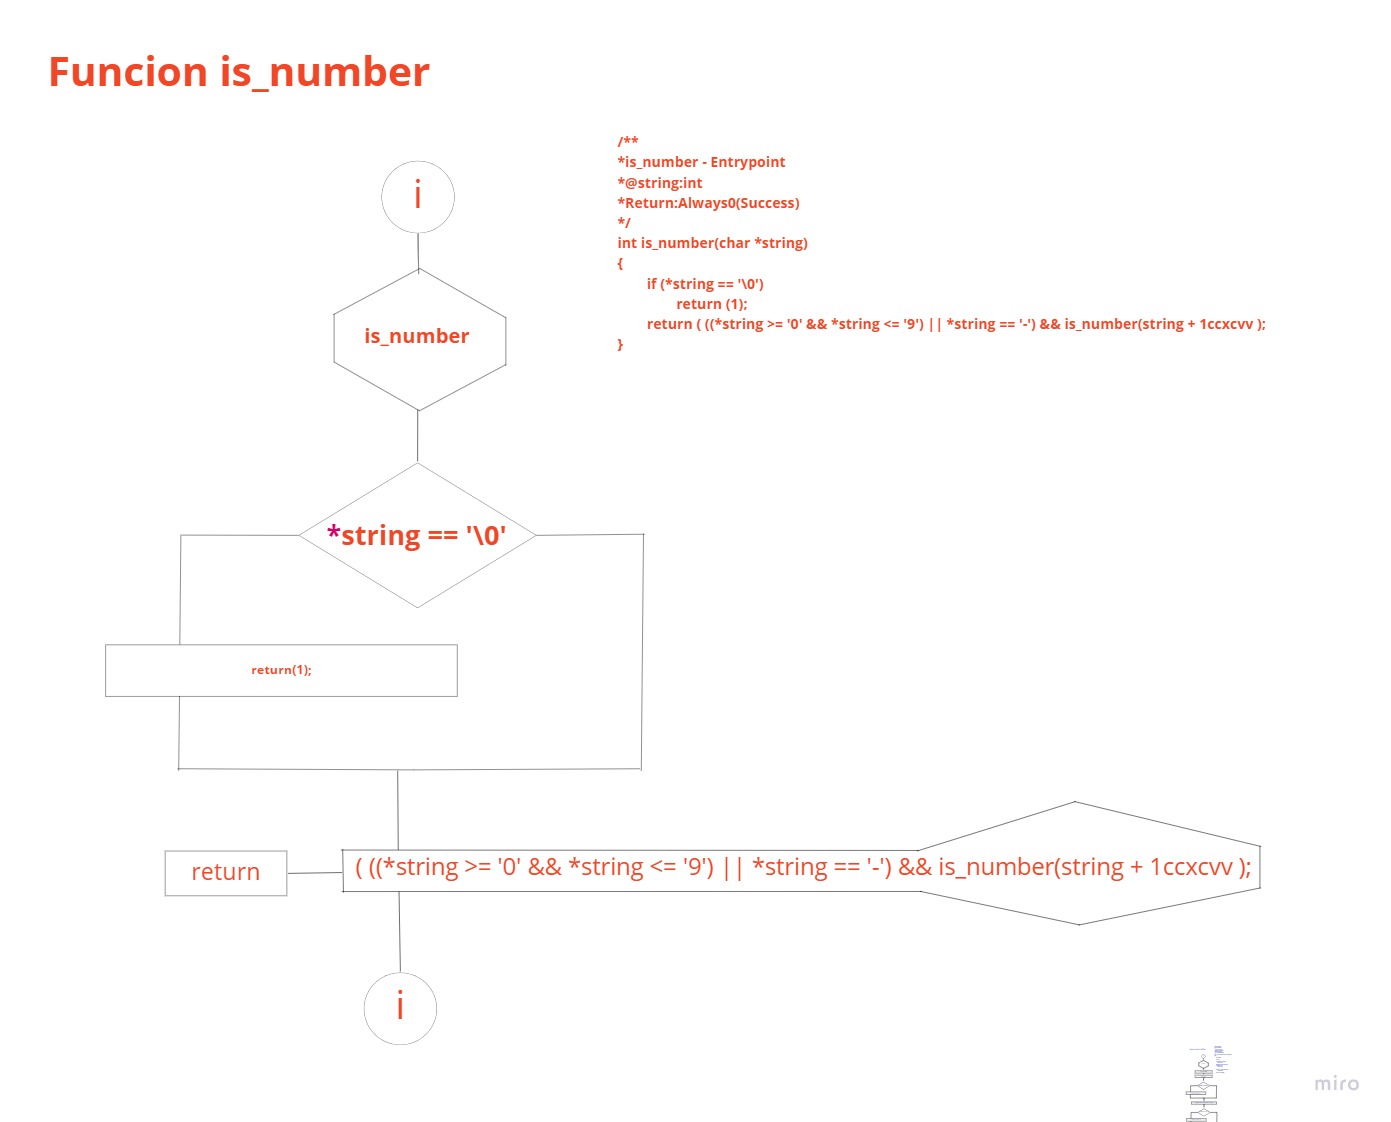 Funcion is_number
/**
*is_number - Entrypoint
*@string:int
*Return:Always0(Success)
*/
int is_number(char *string)
{
if (*string == '\0')
return (1);
return ( ((*string >= '0' && *string <= '9') || *string == '-') && is_number(string + 1ccxcvv );
}
i
is_number
*string == '\0'
return(1);
return
( ((*string >= '0' && *string <= '9') || *string == '-') && is_number(string + 1ccxcvv );
i
miro